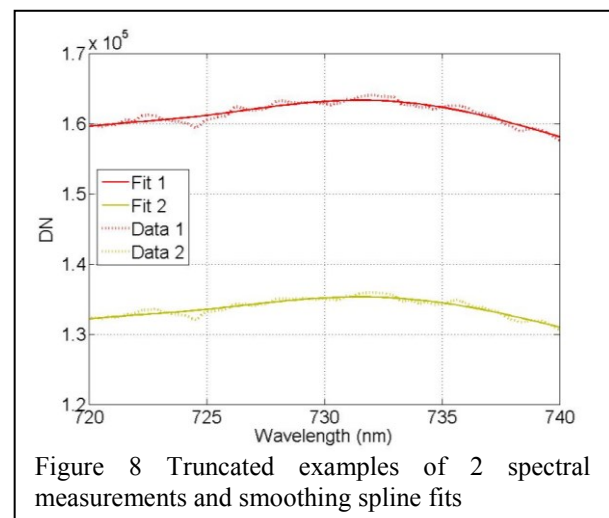 x 10⁵
1.7
1.6
1.5
1.4
1.3
1.2
DN
Fit 1
Fit 2
Data 1
Data 2
720 725 730 735 740
Wavelength (nm)
Figure 8 Truncated examples of 2 spectral
measurements and smoothing spline fits